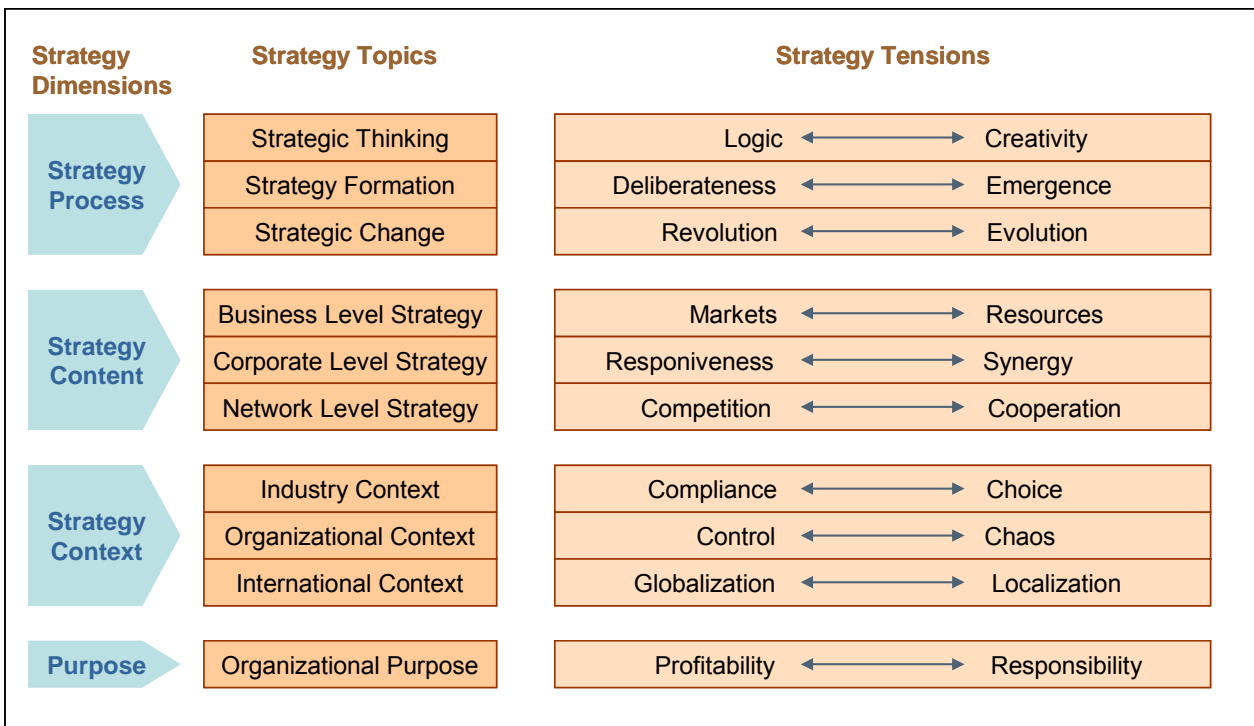 Strategy
Dimensions
Strategy Topics
Strategy Tensions
Strategy
Process
Strategic Thinking
Logic Creativity
Strategy Formation
Deliberateness Emergence
Strategic Change
Revolution Evolution
Strategy
Content
Business Level Strategy
Markets Resources
Corporate Level Strategy
Responiveness Synergy
Network Level Strategy
Competition Cooperation
Strategy
Context
Industry Context
Compliance Choice
Organizational Context
Control Chaos
International Context
Globalization Localization
Purpose
Organizational Purpose
Profitability Responsibility